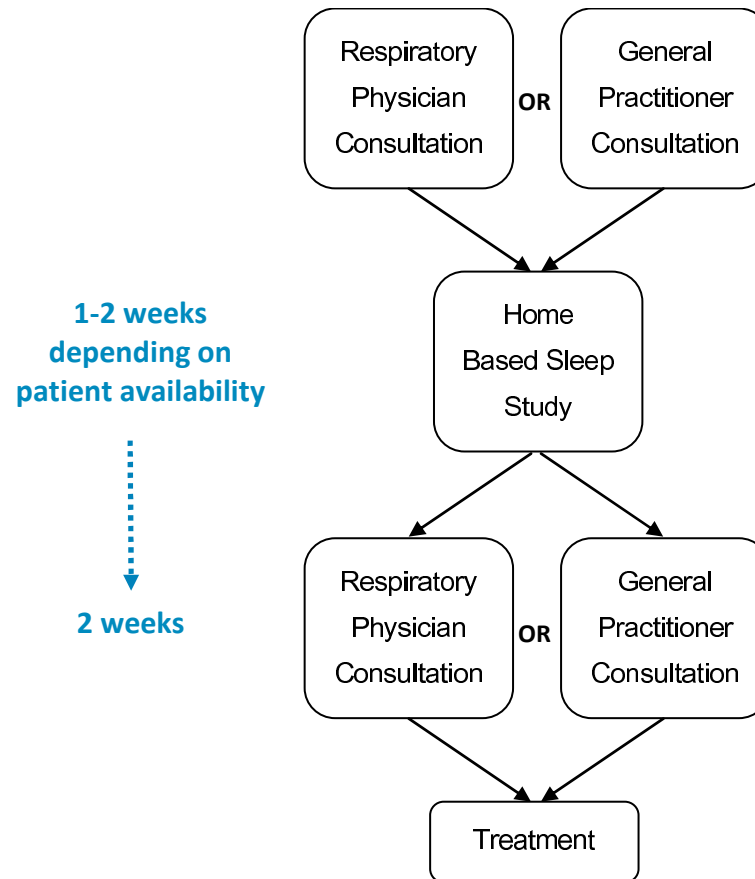 Respiratory
Physician
Consultation
OR
General
Practitioner
Consultation
1-2 weeks
depending on
patient availability
Home
Based Sleep
Study
2 weeks
Respiratory
Physician
Consultation
OR
General
Practitioner
Consultation
Treatment